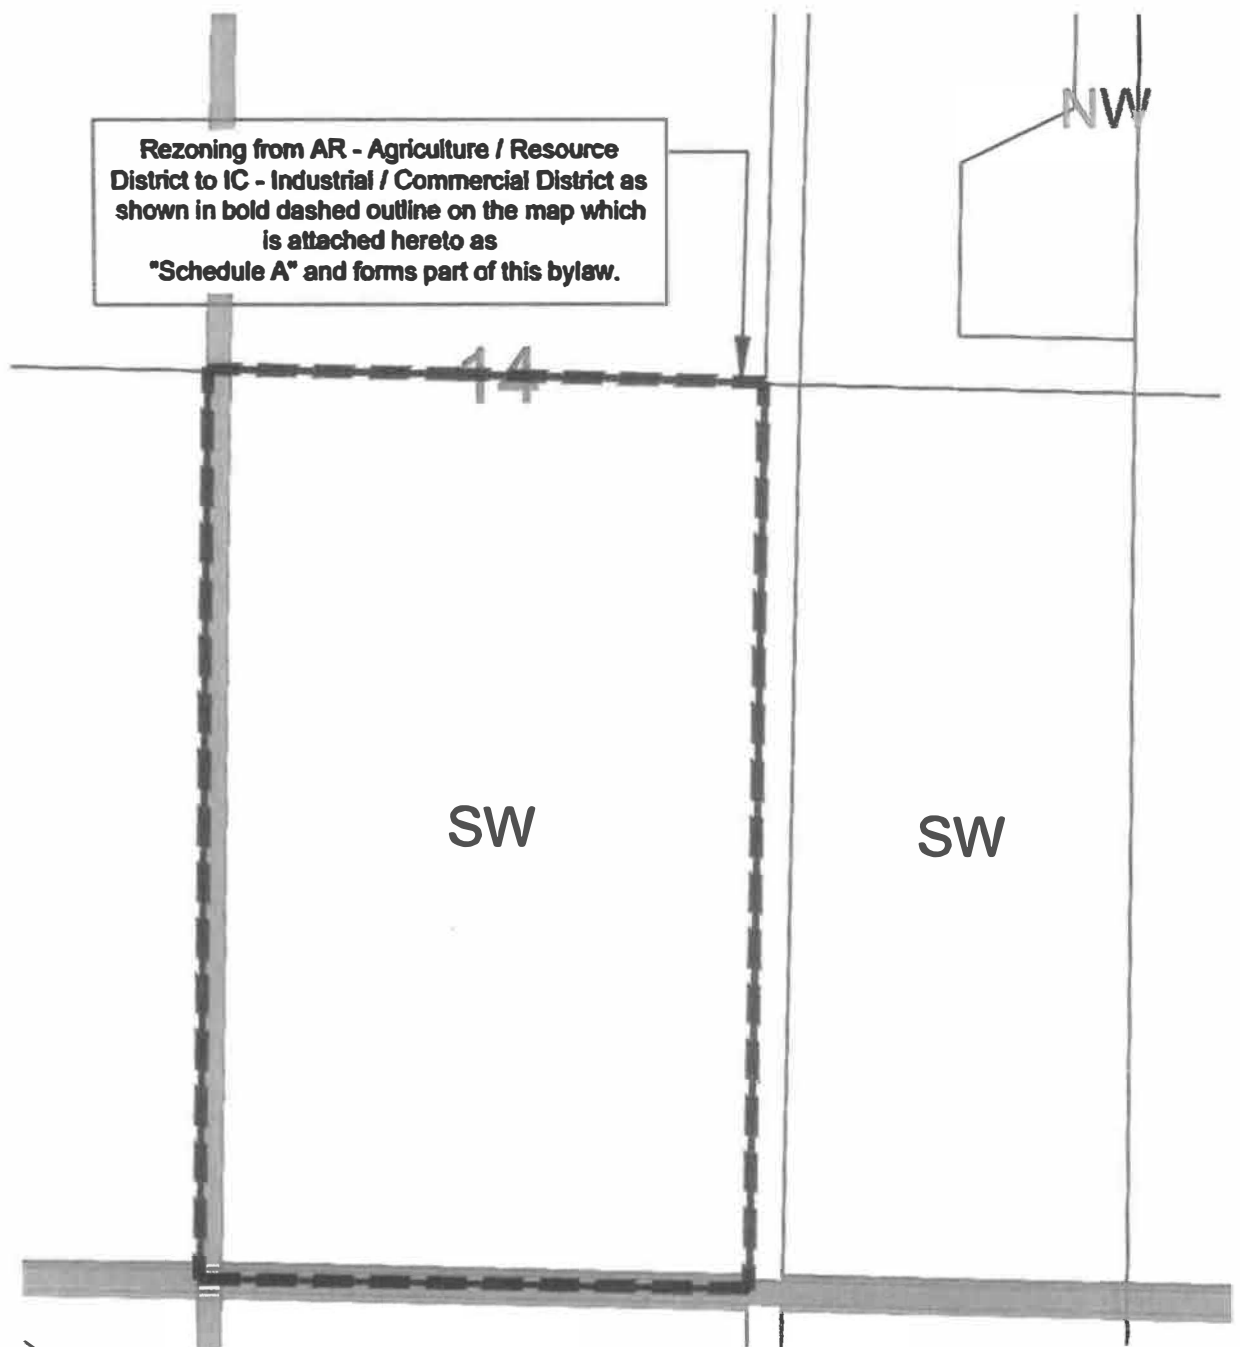 NW
Rezoning from AR - Agriculture / Resource
District to IC - Industrial / Commercial District as
shown in bold dashed outline on the map which
is attached hereto as
"Schedule A" and forms part of this bylaw.
14
SW
SW